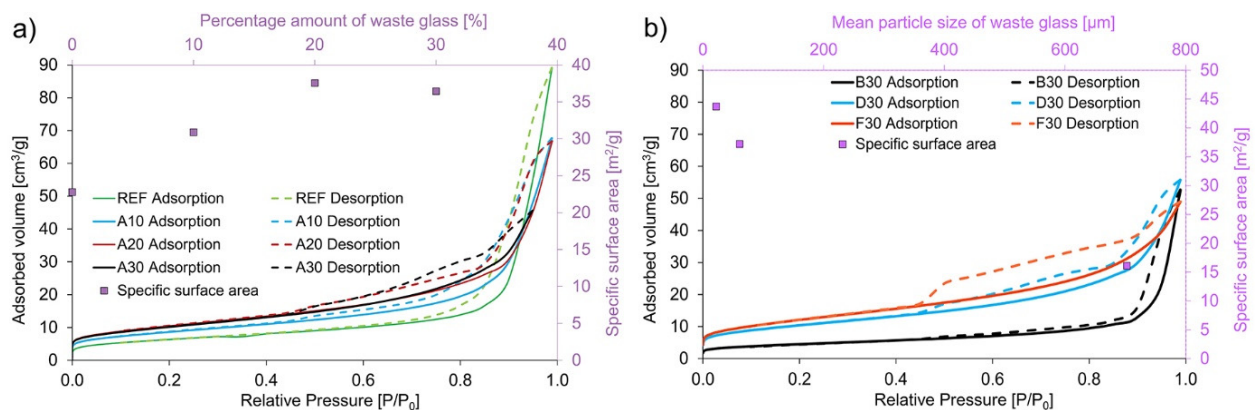 a)
Percentage amount of waste glass [%]
0 10 20 30 40
90
80
70
60
50
40
30
20
10
0
Adsorbed volume [cm³/g]
REF Adsorption REF Desorption
A10 Adsorption A10 Desorption
A20 Adsorption A20 Desorption
A30 Adsorption A30 Desorption
Specific surface area
40
35
30
25
20
15
10
5
0
Specific surface area [m²/g]
0.0 0.2 0.4 0.6 0.8 1.0
Relative Pressure [P/P₀]
b)
Mean particle size of waste glass [μm]
0 200 400 600 800
90
80
70
60
50
40
30
20
10
0
Adsorbed volume [cm³/g]
B30 Adsorption B30 Desorption
D30 Adsorption D30 Desorption
F30 Adsorption F30 Desorption
Specific surface area
50
45
40
35
30
25
20
15
10
5
0
Specific surface area [m²/g]
0.0 0.2 0.4 0.6 0.8 1.0
Relative Pressure [P/P₀]